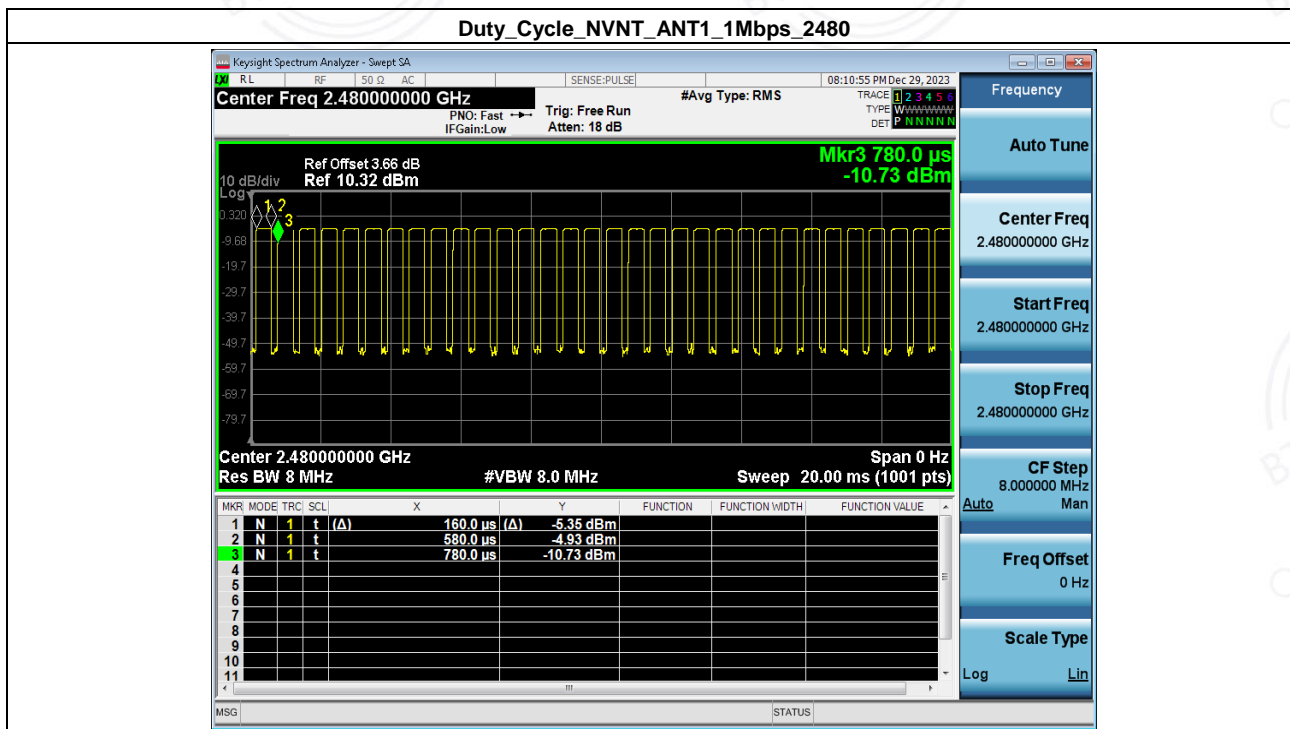 Duty_Cycle_NVNT_ANT1_1Mbps_2480
Keysight Spectrum Analyzer - Swept SA
LXI RL RF 50 Ω AC SENSE:PULSE 08:10:55 PM Dec 29, 2023
Center Freq 2.480000000 GHz #Avg Type: RMS TRACE 1 2 3 4 5 6
PNO: Fast Trig: Free Run TYPE WWWWWW
IFGain:Low Atten: 18 dB DET P N N N N N
Mkr3 780.0 µs
-10.73 dBm
Ref Offset 3.66 dB
10 dB/div Ref 10.32 dBm
Log
1 2
3
0.320
-9.68
-19.7
-29.7
-39.7
-49.7
-59.7
-69.7
-79.7
Center 2.480000000 GHz Span 0 Hz
Res BW 8 MHz #VBW 8.0 MHz Sweep 20.00 ms (1001 pts)
MKR MODE TRC SCL X Y FUNCTION FUNCTION WIDTH FUNCTION VALUE
1 N 1 t (Δ) 160.0 µs (Δ) -5.35 dBm
2 N 1 t 580.0 µs -4.93 dBm
3 N 1 t 780.0 µs -10.73 dBm
4
5
6
7
8
9
10
11
MSG STATUS
Frequency
Auto Tune
Center Freq
2.480000000 GHz
Start Freq
2.480000000 GHz
Stop Freq
2.480000000 GHz
CF Step
8.000000 MHz
Auto Man
Freq Offset
0 Hz
Scale Type
Log Lin